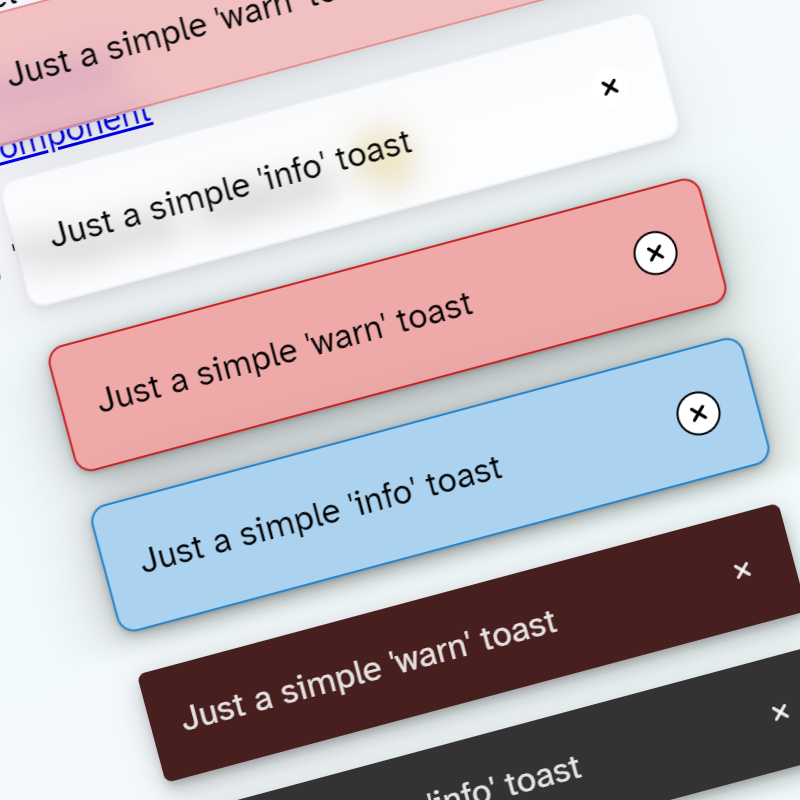 Just a simple 'warn'
omponent
Just a simple 'info' toast
Just a simple 'warn' toast
Just a simple 'info' toast
Just a simple 'warn' toast
'info' toast